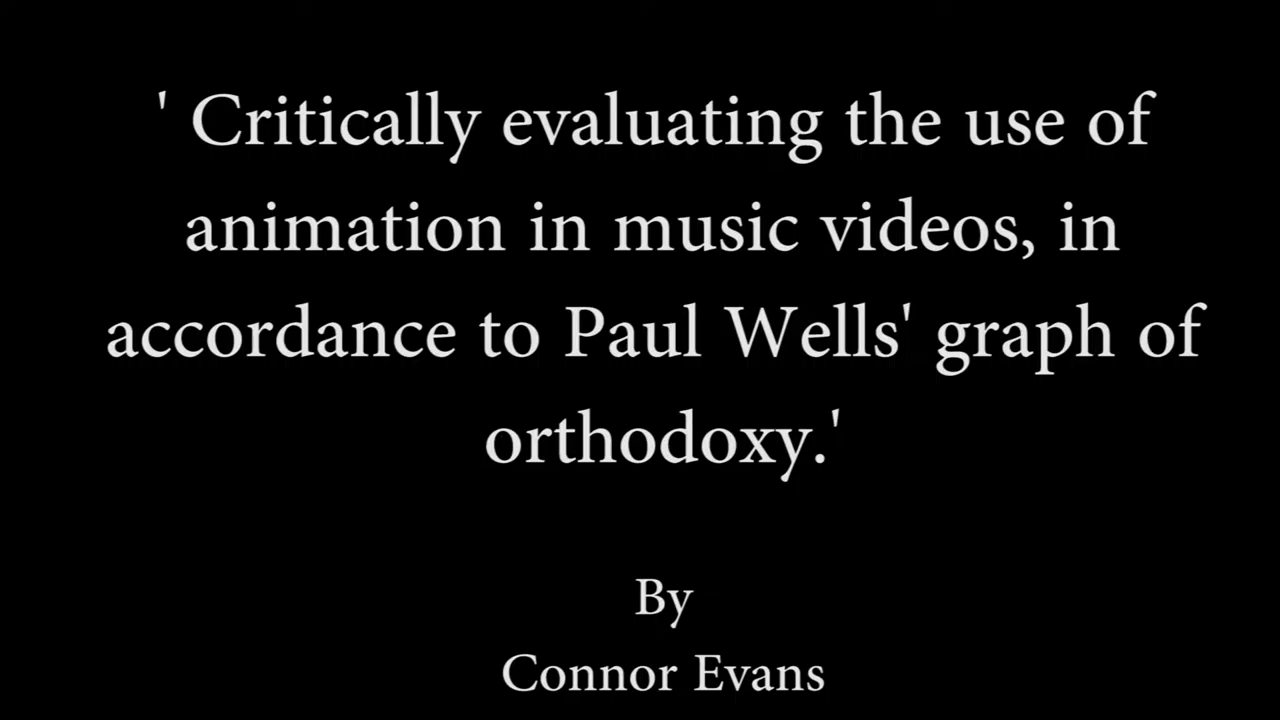 ' Critically evaluating the use of
animation in music videos, in
accordance to Paul Wells' graph of
orthodoxy.'
By
Connor Evans